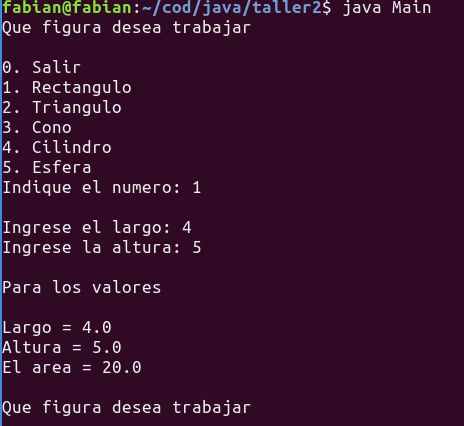 fabian@fabian:~/cod/java/taller2$ java Main
Que figura desea trabajar
0. Salir
1. Rectangulo
2. Triangulo
3. Cono
4. Cilindro
5. Esfera
Indique el numero: 1
Ingrese el largo: 4
Ingrese la altura: 5
Para los valores
Largo = 4.0
Altura = 5.0
El area = 20.0
Que figura desea trabajar